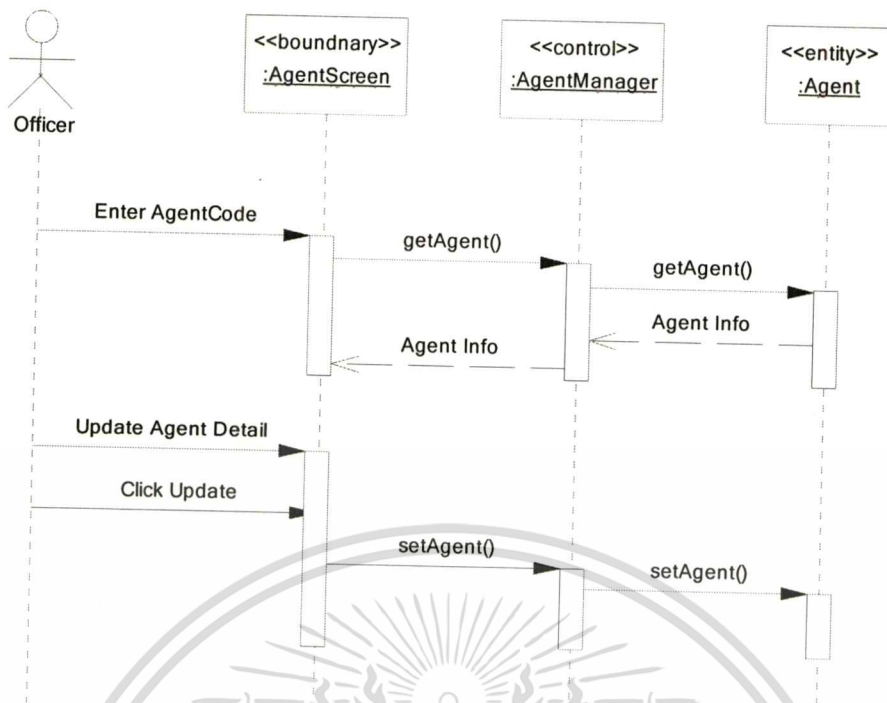 <<boundnary>>
:AgentScreen
<<control>>
:AgentManager
<<entity>>
:Agent
Officer
Enter AgentCode
getAgent()
getAgent()
Agent Info
Agent Info
Update Agent Detail
Click Update
setAgent()
setAgent()